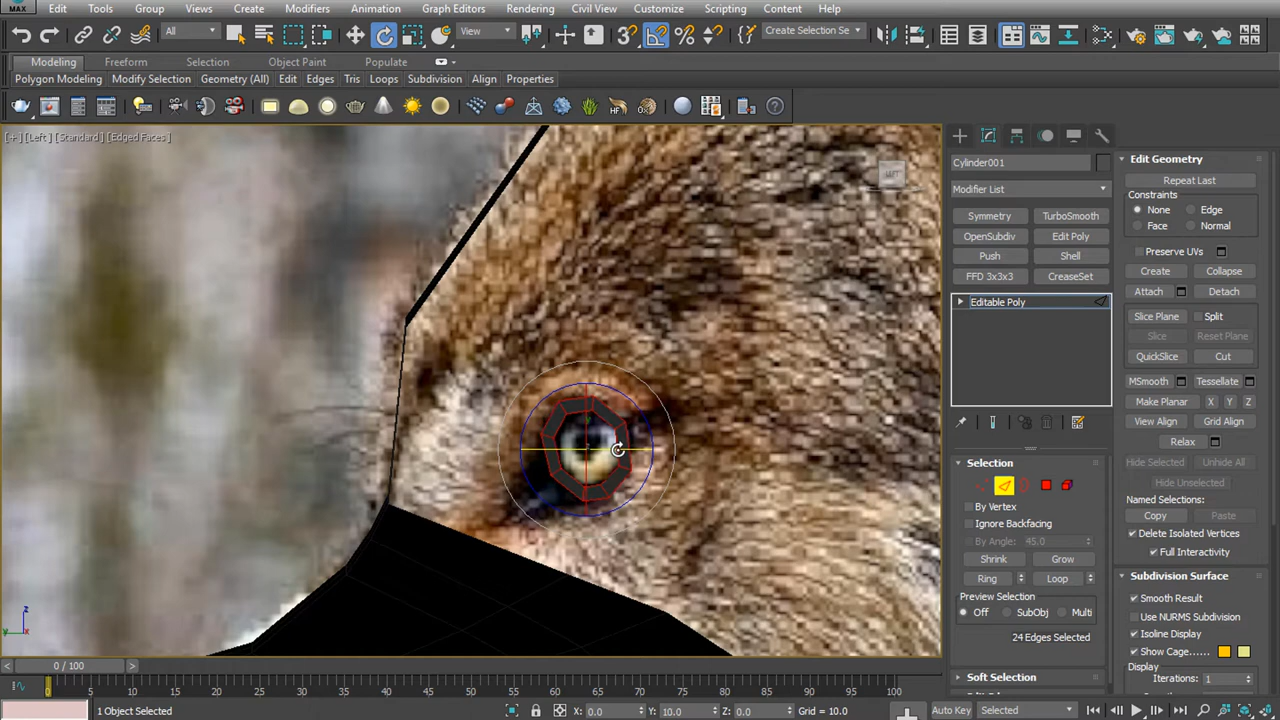 MAX Edit Tools Group Views Create Modifiers Animation Graph Editors Rendering Civil View Customize Scripting Content Help
All View Create Selection Se
Modeling Freeform Selection Object Paint Populate
Polygon Modeling Modify Selection Geometry (All) Edit Edges Tris Loops Subdivision Align Properties
[+] [Left] [Standard] [Edged Faces]
LEFT
Cylinder001
Modifier List
Symmetry TurboSmooth
OpenSubdiv Edit Poly
Push Shell
FFD 3x3x3 CreaseSet
Editable Poly
Selection
By Vertex
Ignore Backfacing
By Angle: 45.0
Shrink Grow
Ring Loop
Preview Selection
Off SubObj Multi
24 Edges Selected
Soft Selection
Edit Geometry
Repeat Last
Constraints
None Edge
Face Normal
Preserve UVs
Create Collapse
Attach Detach
Slice Plane Split
Slice Reset Plane
QuickSlice Cut
MSmooth Tessellate
Make Planar X Y Z
View Align Grid Align
Relax
Hide Selected Unhide All
Hide Unselected
Named Selections:
Copy Paste
Delete Isolated Vertices
Full Interactivity
Subdivision Surface
Smooth Result
Use NURMS Subdivision
Isoline Display
Show Cage......
Display
Iterations: 1
z
y x
< 0 / 100 >
0 5 10 15 20 25 30 35 40 45 50 55 60 65 70 75 80 85 90 95 100
1 Object Selected X: 0.0 Y: 10.0 Z: 0.0 Grid = 10.0 Auto Key Selected